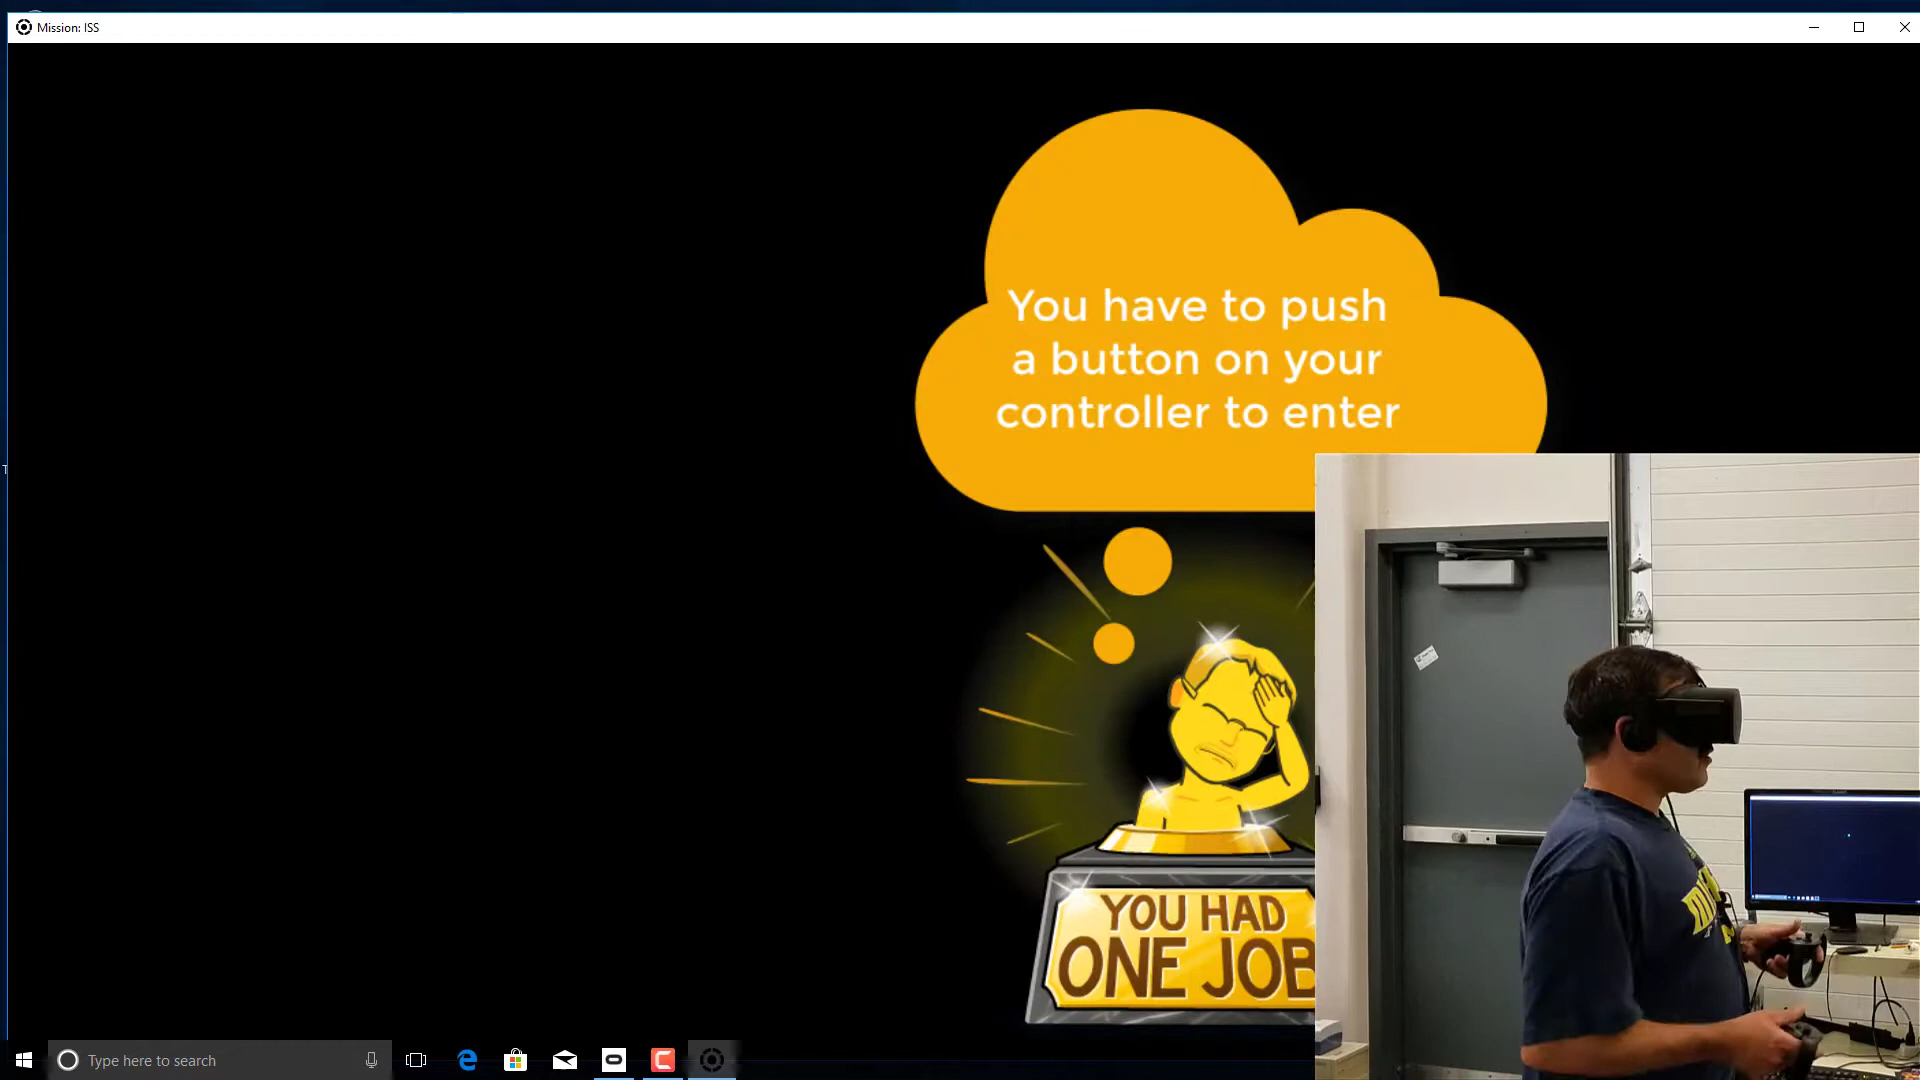 Mission: ISS
You have to push
a button on your
controller to enter
YOU HAD
ONE JOB
Type here to search